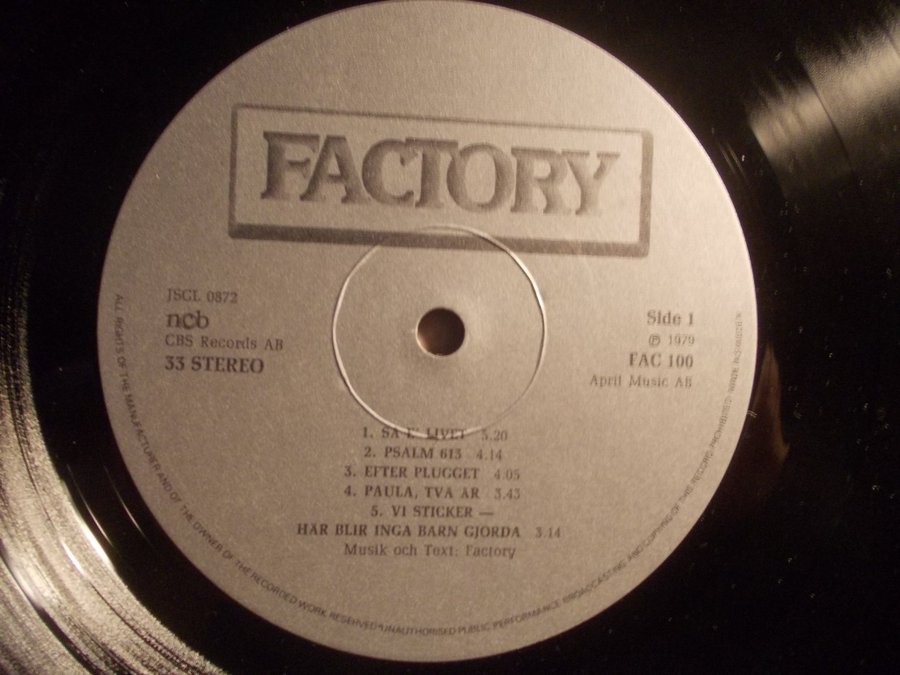 FACTORY
JSCL 0872
ncb
CBS Records AB
33 STEREO
Side 1
℗ 1979
FAC 100
April Music AB
1. SÅ E' LIVET 5.20
2. PSALM 613 4.14
3. EFTER PLUGGET 4.05
4. PAULA, TVÅ ÅR 3.43
5. VI STICKER —
HÄR BLIR INGA BARN GJORDA 3.14
Musik och Text: Factory
ALL RIGHTS OF THE MANUFACTURER AND OF THE OWNER OF THE RECORDED WORK RESERVED. UNAUTHORISED PUBLIC PERFORMANCE BROADCASTING AND COPYING OF THIS RECORD PROHIBITED.